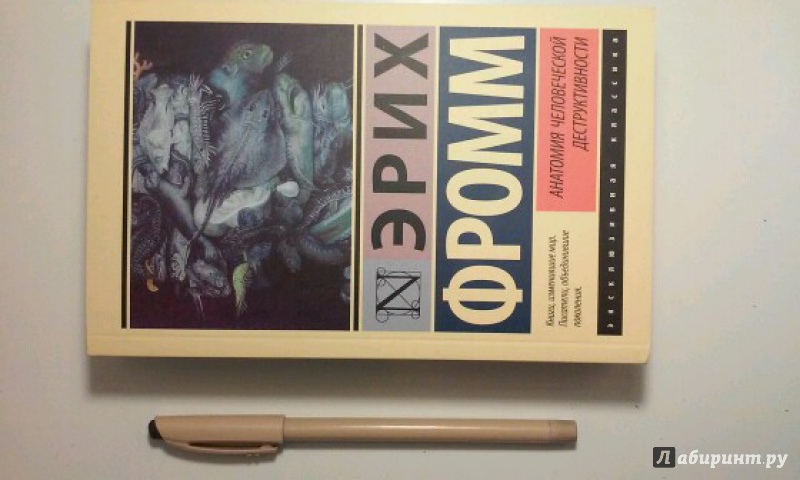 ЭРИХ
ФРОММ
АНАТОМИЯ ЧЕЛОВЕЧЕСКОЙ
ДЕСТРУКТИВНОСТИ
Книги, изменившие мир.
Писатели, объединившие
поколения.
эксклюзивная классика
N
Лабиринт.ру